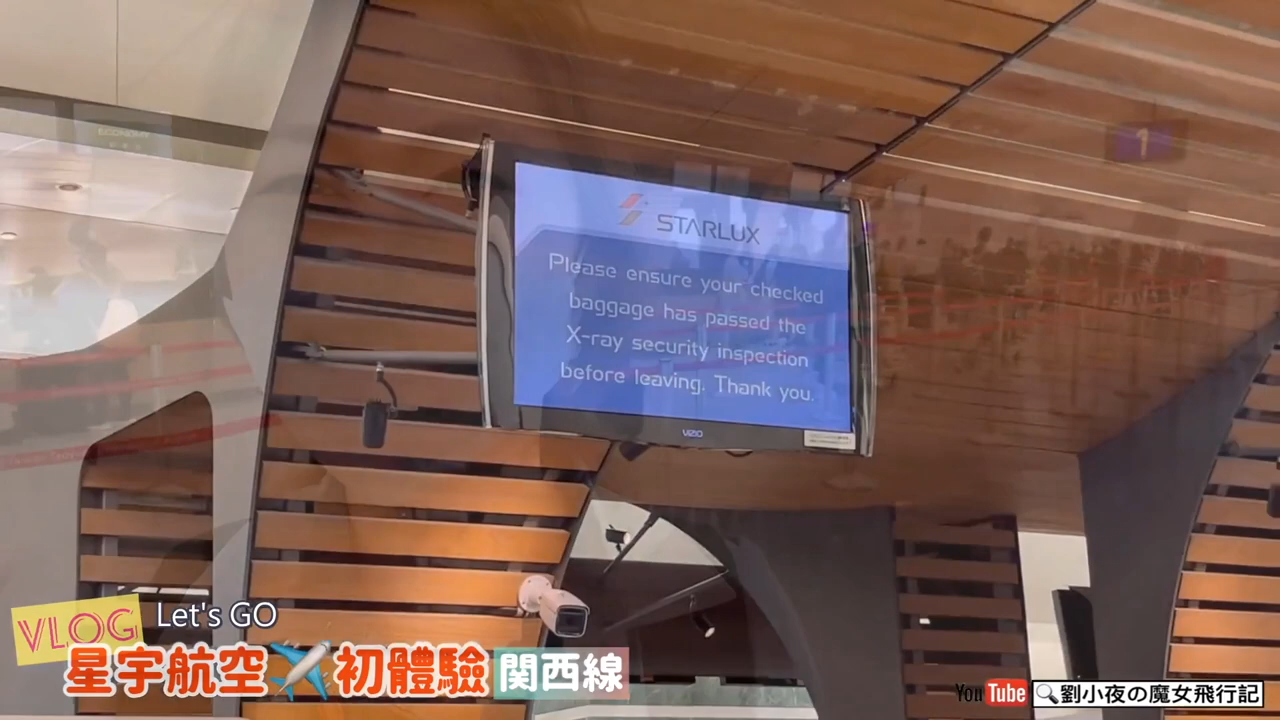 ECONOMY
1
STARLUX
Please ensure your checked
baggage has passed the
X-ray security inspection
before leaving. Thank you.
VIZIO
VLOG Let's GO
星宇航空✈️初體驗 関西線
YouTube 劉小夜の魔女飛行記